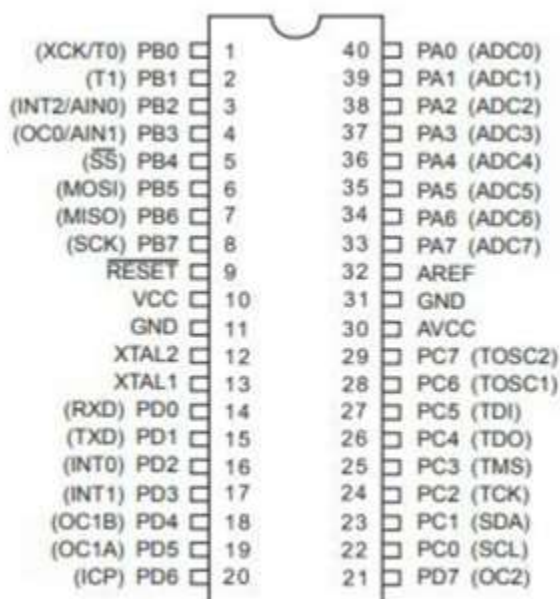 (XCK/T0) PB0 1 40 PA0 (ADC0)
(T1) PB1 2 39 PA1 (ADC1)
(INT2/AIN0) PB2 3 38 PA2 (ADC2)
(OC0/AIN1) PB3 4 37 PA3 (ADC3)
(SS) PB4 5 36 PA4 (ADC4)
(MOSI) PB5 6 35 PA5 (ADC5)
(MISO) PB6 7 34 PA6 (ADC6)
(SCK) PB7 8 33 PA7 (ADC7)
RESET 9 32 AREF
VCC 10 31 GND
GND 11 30 AVCC
XTAL2 12 29 PC7 (TOSC2)
XTAL1 13 28 PC6 (TOSC1)
(RXD) PD0 14 27 PC5 (TDI)
(TXD) PD1 15 26 PC4 (TDO)
(INT0) PD2 16 25 PC3 (TMS)
(INT1) PD3 17 24 PC2 (TCK)
(OC1B) PD4 18 23 PC1 (SDA)
(OC1A) PD5 19 22 PC0 (SCL)
(ICP) PD6 20 21 PD7 (OC2)